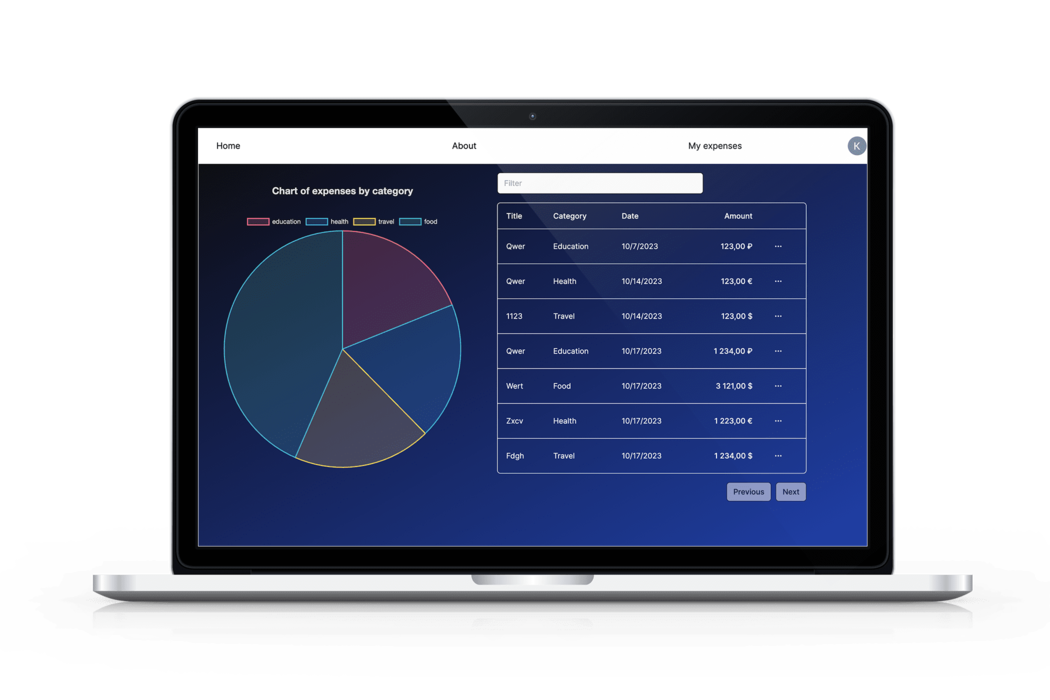 Home About My expenses K
Chart of expenses by category
education health travel food
Filter
Title Category Date Amount
Qwer Education 10/7/2023 123,00 ₽ ...
Qwer Health 10/14/2023 123,00 € ...
1123 Travel 10/14/2023 123,00 $ ...
Qwer Education 10/17/2023 1 234,00 ₽ ...
Wert Food 10/17/2023 3 121,00 $ ...
Zxcv Health 10/17/2023 1 223,00 € ...
Fdgh Travel 10/17/2023 1 234,00 $ ...
Previous Next